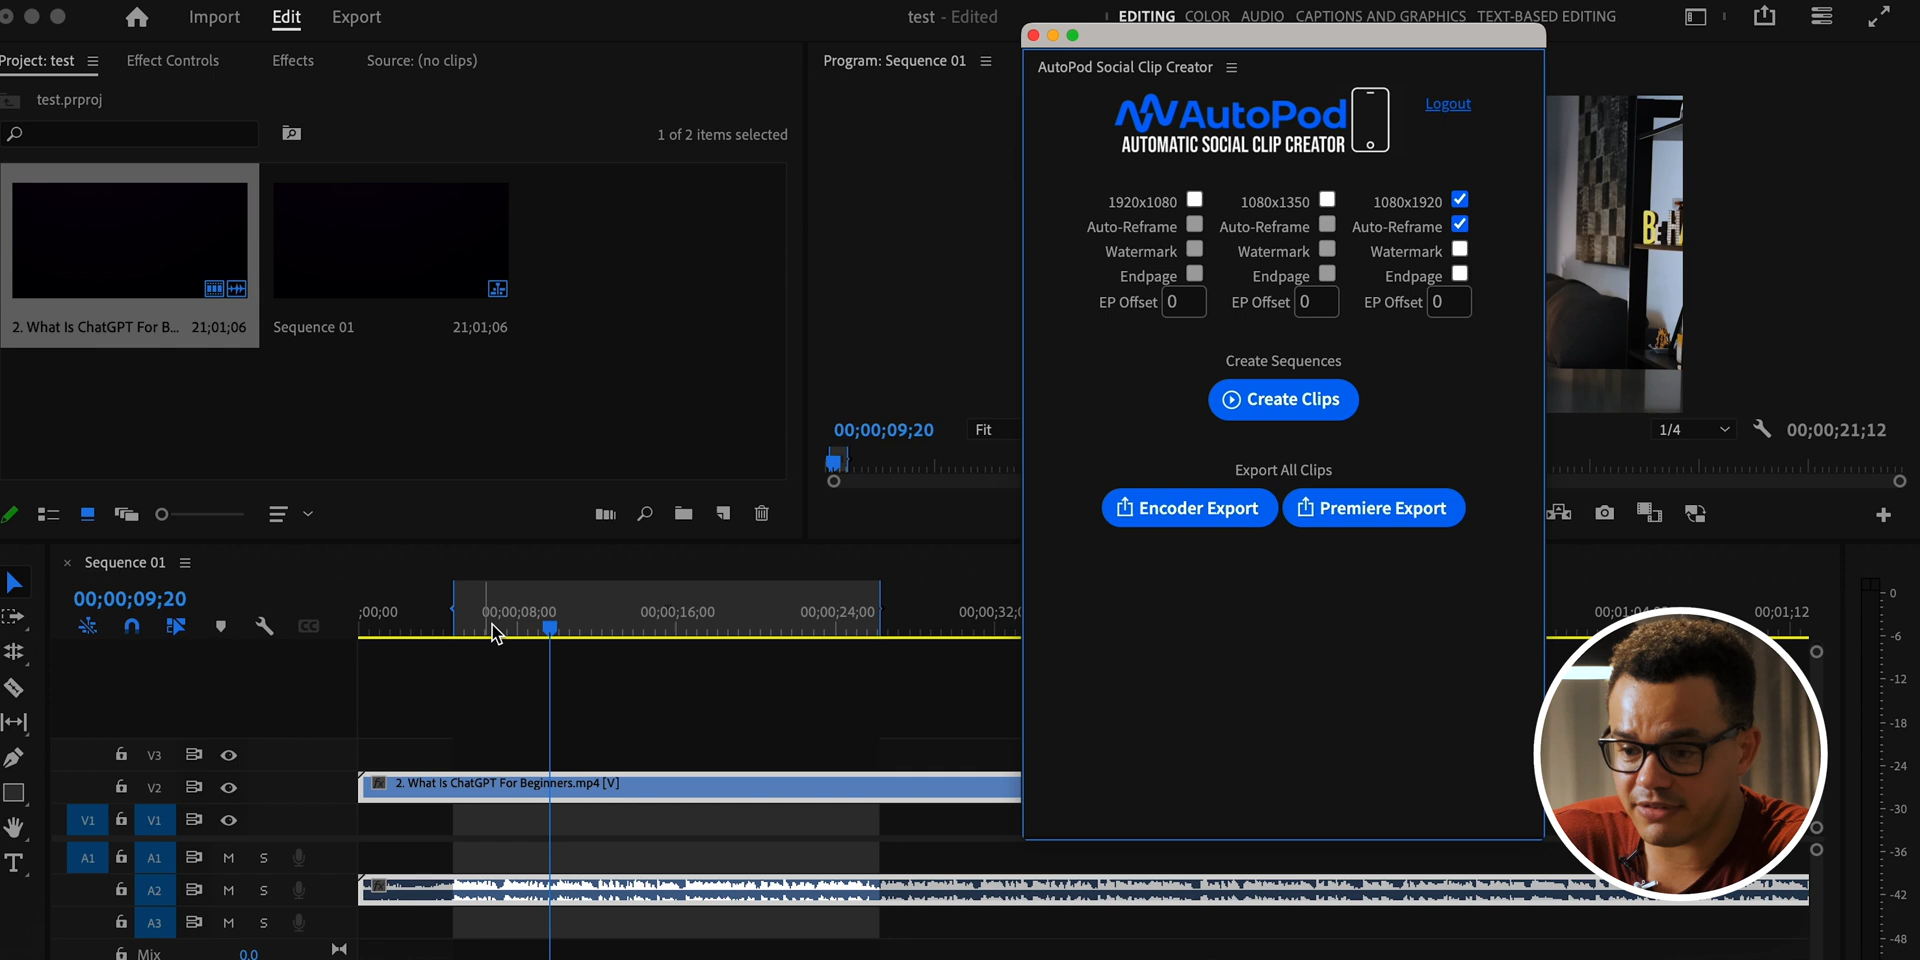 Import Edit Export
test - Edited
EDITING COLOR AUDIO CAPTIONS AND GRAPHICS TEXT-BASED EDITING
Project: test Effect Controls Effects Source: (no clips)
Program: Sequence 01
test.prproj
1 of 2 items selected
2. What Is ChatGPT For B... 21;01;06
Sequence 01 21;01;06
AutoPod Social Clip Creator
AutoPod
AUTOMATIC SOCIAL CLIP CREATOR
Logout
1920x1080 1080x1350 1080x1920
Auto-Reframe Auto-Reframe Auto-Reframe
Watermark Watermark Watermark
Endpage Endpage Endpage
EP Offset 0 EP Offset 0 EP Offset 0
Create Sequences
Create Clips
Export All Clips
Encoder Export Premiere Export
00;00;09;20 Fit
1/4 00;00;21;12
Sequence 01
00;00;09;20
;00;00 00;00;08;00 00;00;16;00 00;00;24;00 00;00;32;0 00;01;12
V3
V2 2. What Is ChatGPT For Beginners.mp4 [V]
V1 V1
A1 A1 M S
A2 M S
A3 M S
Mix 0.0
0
-6
-12
-18
-24
-30
-36
-42
-48